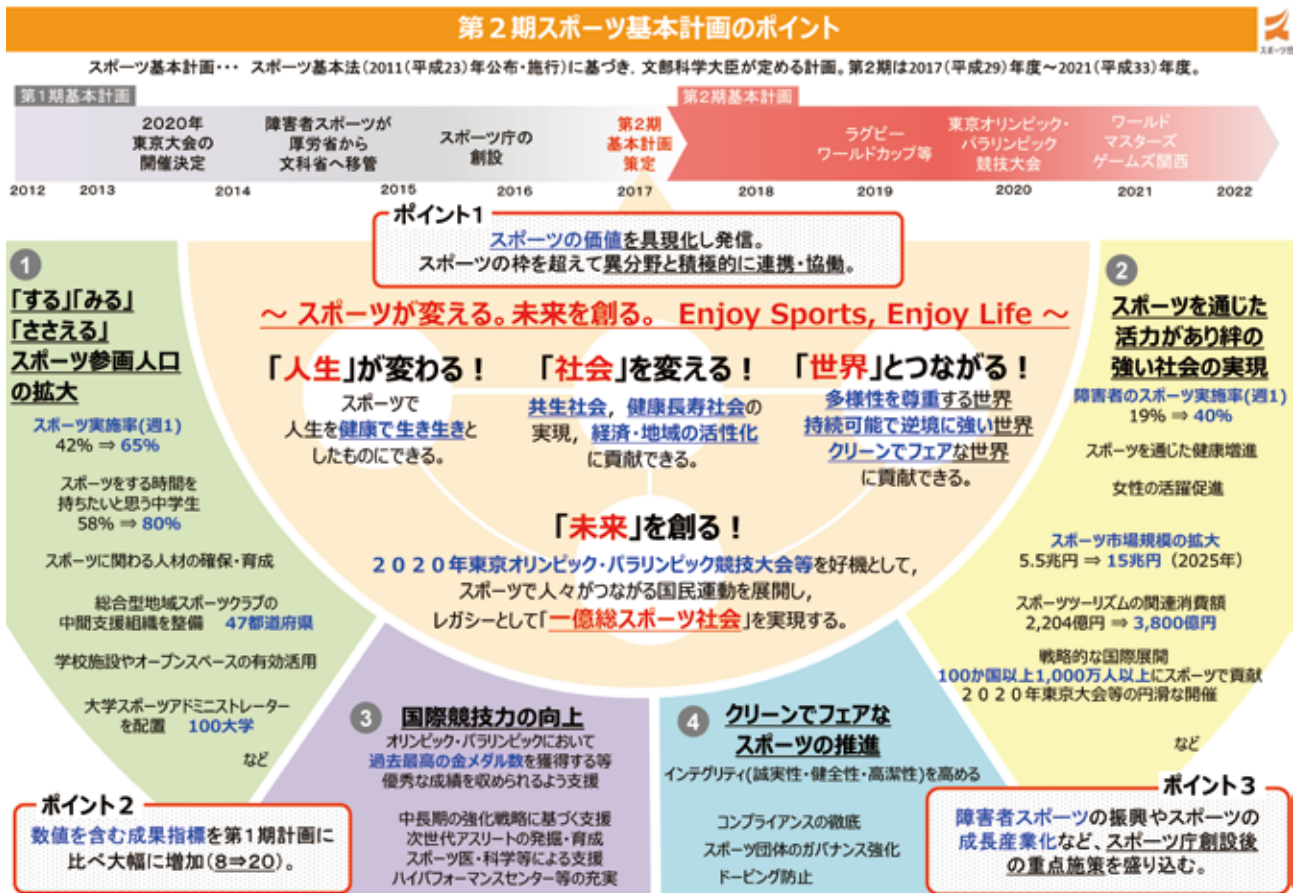 第２期スポーツ基本計画のポイント
スポーツ基本計画・・・ スポーツ基本法(2011(平成23)年公布・施行)に基づき，文部科学大臣が定める計画。第２期は2017(平成29)年度～2021(平成33)年度。
第１期基本計画
第２期基本計画
2020年
東京大会の
開催決定
障害者スポーツが
厚労省から
文科省へ移管
スポーツ庁の
創設
第２期
基本計画
策定
ラグビー
ワールドカップ等
東京オリンピック・
パラリンピック
競技大会
ワールド
マスターズ
ゲームズ関西
2012 2013 2014 2015 2016 2017 2018 2019 2020 2021 2022
ポイント1
スポーツの価値を具現化し発信。
スポーツの枠を超えて異分野と積極的に連携・協働。
～ スポーツが変える。未来を創る。 Enjoy Sports, Enjoy Life ～
「人生」が変わる！
スポーツで
人生を健康で生き生きと
したものにできる。
「社会」を変える！
共生社会，健康長寿社会の
実現，経済・地域の活性化
に貢献できる。
「世界」とつながる！
多様性を尊重する世界
持続可能で逆境に強い世界
クリーンでフェアな世界
に貢献できる。
「未来」を創る！
２０２０年東京オリンピック・パラリンピック競技大会等を好機として，
スポーツで人々がつながる国民運動を展開し，
レガシーとして「一億総スポーツ社会」を実現する。
1
「する」「みる」
「ささえる」
スポーツ参画人口
の拡大
スポーツ実施率(週1)
42% ⇒ 65%
スポーツをする時間を
持ちたいと思う中学生
58% ⇒ 80%
スポーツに関わる人材の確保・育成
総合型地域スポーツクラブの
中間支援組織を整備 47都道府県
学校施設やオープンスペースの有効活用
大学スポーツアドミニストレーター
を配置 100大学
など
2
スポーツを通じた
活力があり絆の
強い社会の実現
障害者のスポーツ実施率(週1)
19% ⇒ 40%
スポーツを通じた健康増進
女性の活躍促進
スポーツ市場規模の拡大
5.5兆円 ⇒ 15兆円（2025年）
スポーツツーリズムの関連消費額
2,204億円 ⇒ 3,800億円
戦略的な国際展開
100か国以上1,000万人以上にスポーツで貢献
２０２０年東京大会等の円滑な開催
など
3
国際競技力の向上
オリンピック・パラリンピックにおいて
過去最高の金メダル数を獲得する等
優秀な成績を収められるよう支援
中長期の強化戦略に基づく支援
次世代アスリートの発掘・育成
スポーツ医・科学等による支援
ハイパフォーマンスセンター等の充実
4
クリーンでフェアな
スポーツの推進
インテグリティ(誠実性・健全性・高潔性)を高める
コンプライアンスの徹底
スポーツ団体のガバナンス強化
ドーピング防止
ポイント２
数値を含む成果指標を第１期計画に
比べ大幅に増加(8⇒20)。
ポイント３
障害者スポーツの振興やスポーツの
成長産業化など、スポーツ庁創設後
の重点施策を盛り込む。